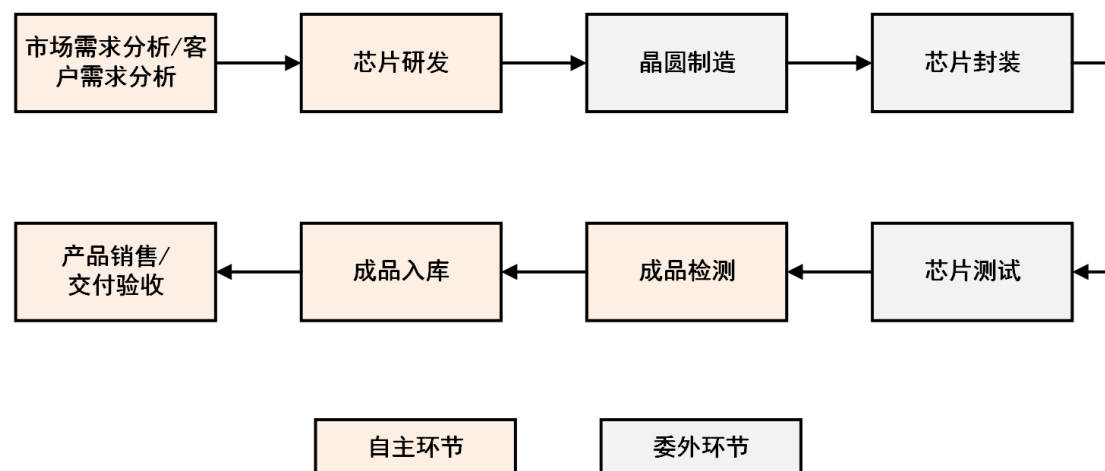 市场需求分析/客
户需求分析
芯片研发
晶圆制造
芯片封装
产品销售/
交付验收
成品入库
成品检测
芯片测试
自主环节
委外环节